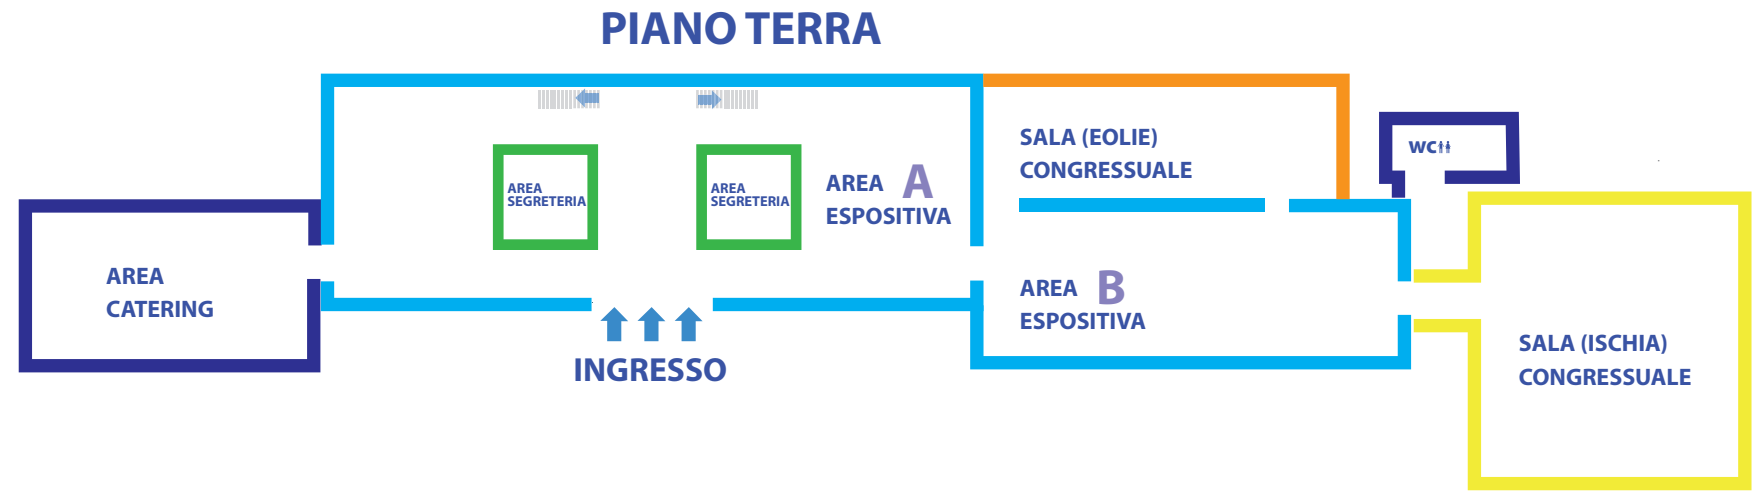 PIANO TERRA
SALA (EOLIE)
CONGRESSUALE
WC
AREA
SEGRETERIA
AREA
SEGRETERIA
AREA A
ESPOSITIVA
AREA
CATERING
AREA B
ESPOSITIVA
INGRESSO
SALA (ISCHIA)
CONGRESSUALE